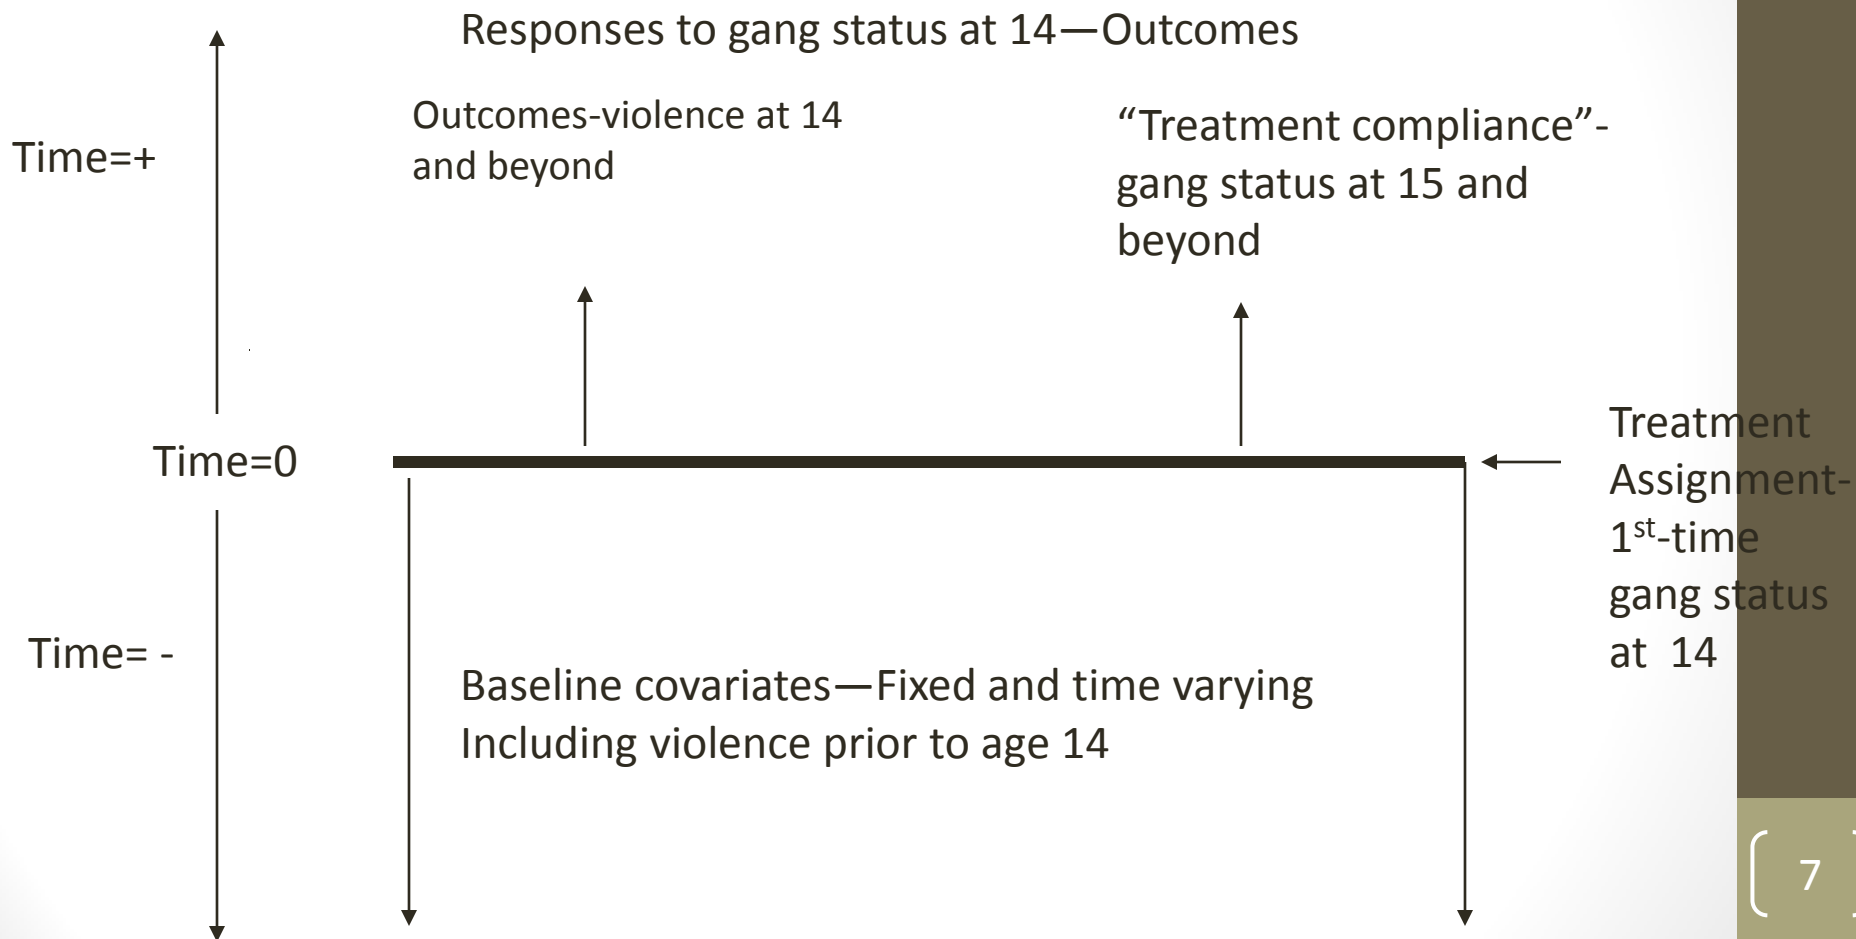 Responses to gang status at 14—Outcomes
Outcomes-violence at 14
and beyond
“Treatment compliance”-
gang status at 15 and
beyond
Time=+
Time=0
Treatment
Assignment-
1st-time
gang status
at 14
Time= -
Baseline covariates—Fixed and time varying
Including violence prior to age 14
7